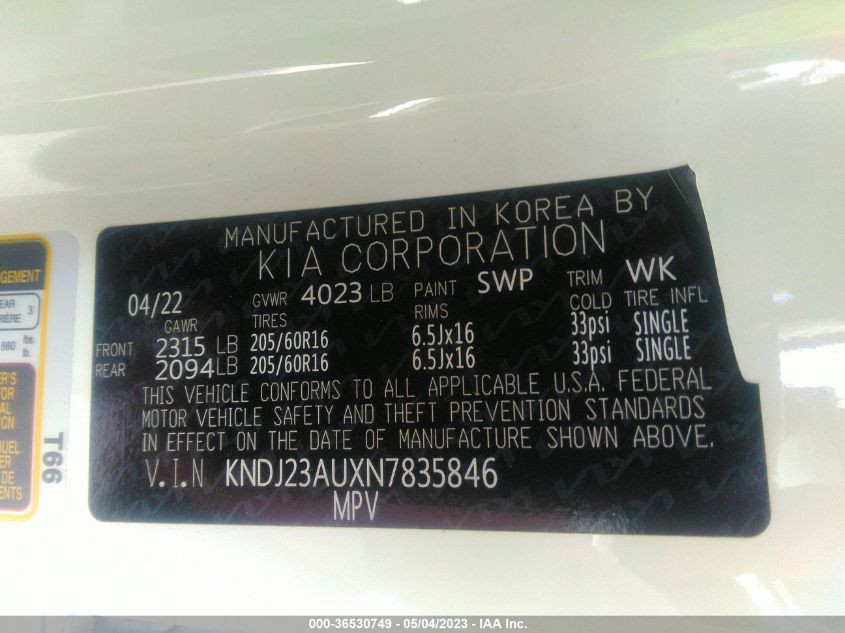 MANUFACTURED IN KOREA BY
KIA CORPORATION
04/22 GVWR 4023 LB PAINT SWP TRIM WK
GAWR TIRES RIMS COLD TIRE INFL
FRONT 2315 LB 205/60R16 6.5Jx16 33psi SINGLE
REAR 2094 LB 205/60R16 6.5Jx16 33psi SINGLE
THIS VEHICLE CONFORMS TO ALL APPLICABLE U.S.A. FEDERAL
MOTOR VEHICLE SAFETY AND THEFT PREVENTION STANDARDS
IN EFFECT ON THE DATE OF MANUFACTURE SHOWN ABOVE.
V.I.N KNDJ23AUXN7835846
MPV
3
860 lbs.
T66
000-36530749 - 05/04/2023 - IAA Inc.